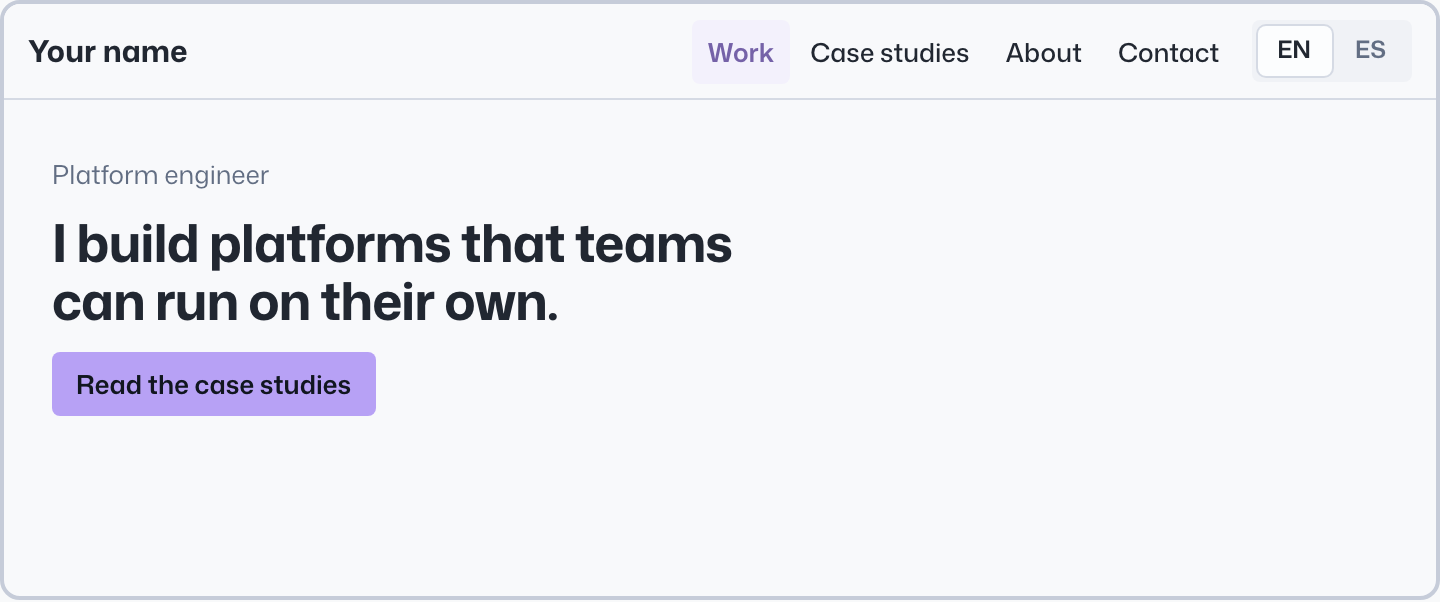 Your name
Work
Case studies
About
Contact
EN
ES
Platform engineer
I build platforms that teams
can run on their own.
Read the case studies